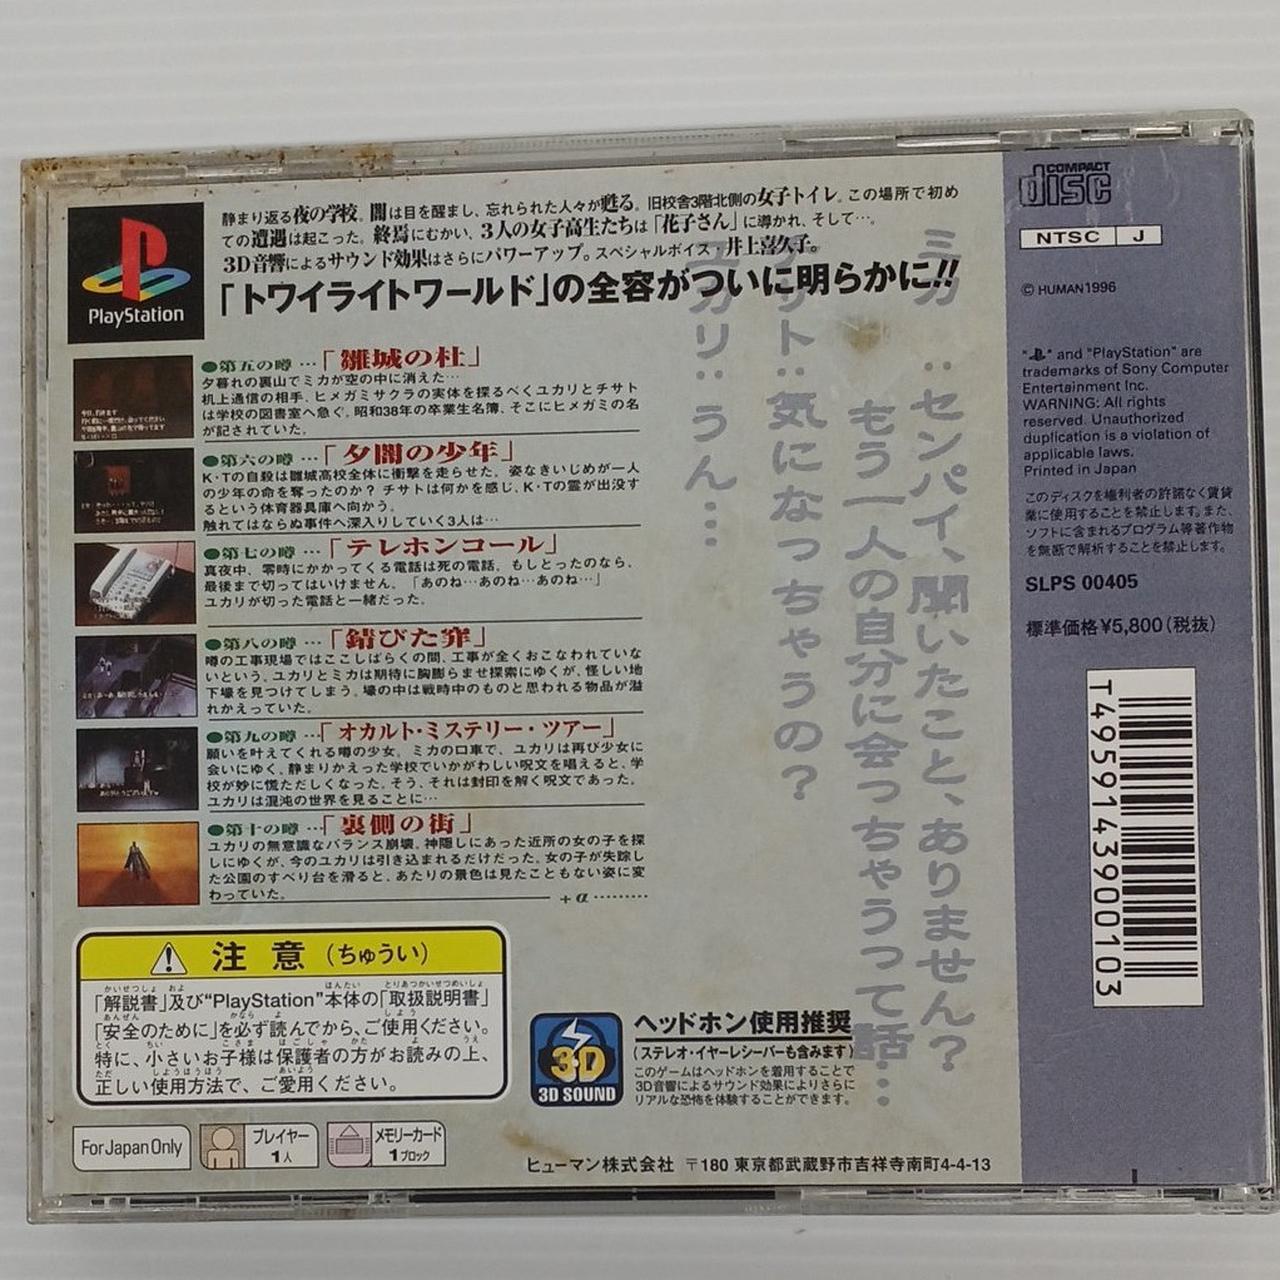 PlayStation
静まり返る夜の学校。闇は目を醒まし、忘れられた人々が甦る。旧校舎3階北側の女子トイレ。この場所で初め
ての遭遇は起こった。終焉にむかい、3人の女子高生たちは「花子さん」に導かれ、そして…。
3D音響によるサウンド効果はさらにパワーアップ。スペシャルボイス・井上喜久子。
「トワイライトワールド」の全容がついに明らかに!!
●第五の噂…「雛城の杜」
夕暮れの裏山でミカが空の中に消えた…
机上通信の相手、ヒメガミサクラの実体を探るべくユカリとチサト
は学校の図書室へ急ぐ。昭和38年の卒業生名簿、そこにヒメガミの名
が記されていた。
●第六の噂…「夕闇の少年」
K・Tの自殺は雛城高校全体に衝撃を走らせた。姿なきいじめが一人
の少年の命を奪ったのか？チサトは何かを感じ、K・Tの霊が出没す
るという体育器具庫へ向かう。
触れてはならぬ事件へ深入りしていく3人は…
●第七の噂…「テレホンコール」
真夜中、零時にかかってくる電話は死の電話。もしとったのなら、
最後まで切ってはいけません。「あのね…あのね…あのね…」
ユカリが切った電話と一緒だった。
●第八の噂…「錆びた穽」
噂の工事現場ではここしばらくの間、工事が全くおこなわれていな
いという。ユカリとミカは期待に胸膨らませ探索にゆくが、怪しい地
下壕を見つけてしまう。壕の中は戦時中のものと思われる物品が溢
れかえっていた。
●第九の噂…「オカルト・ミステリー・ツアー」
願いを叶えてくれる噂の少女。ミカの口車で、ユカリは再び少女に
会いにゆく。静まりかえった学校でいかがわしい呪文を唱えると、学
校が妙に慌ただしくなった。そう、それは封印を解く呪文であった。
ユカリは混沌の世界を見ることに…
●第十の噂…「裏側の街」
ユカリの無意識なバランス崩壊。神隠しにあった近所の女の子を探
しにゆくが、今のユカリは引き込まれるだけだった。女の子が失踪し
た公園のすべり台を滑ると、あたりの景色は見たこともない姿に変
わっていた。
+α………
ミカ：センパイ、聞いたこと、ありません？
もう一人の自分に会っちゃうって話…
チサト：気になっちゃうの？
ユカリ：うん…
注意（ちゅうい）
「解説書」及び“PlayStation”本体の「取扱説明書」
「安全のために」を必ず読んでから、ご使用ください。
特に、小さいお子様は保護者の方がお読みの上、
正しい使用方法で、ご愛用ください。
3D
3D SOUND
ヘッドホン使用推奨
（ステレオ・イヤーレシーバーも含みます）
このゲームはヘッドホンを着用することで
3D音響によるサウンド効果によりさらに
リアルな恐怖を体験することができます。
For Japan Only
プレイヤー
1人
メモリーカード
1ブロック
ヒューマン株式会社 〒180 東京都武蔵野市吉祥寺南町4-4-13
COMPACT
disc
NTSC J
© HUMAN 1996
" " and "PlayStation" are
trademarks of Sony Computer
Entertainment Inc.
WARNING: All rights
reserved. Unauthorized
duplication is a violation of
applicable laws.
Printed in Japan
このディスクを権利者の許諾なく賃貸
業に使用することを禁止します。また、
ソフトに含まれるプログラム等著作物
を無断で解析することを禁止します。
SLPS 00405
標準価格¥5,800(税抜)
T4959143900103